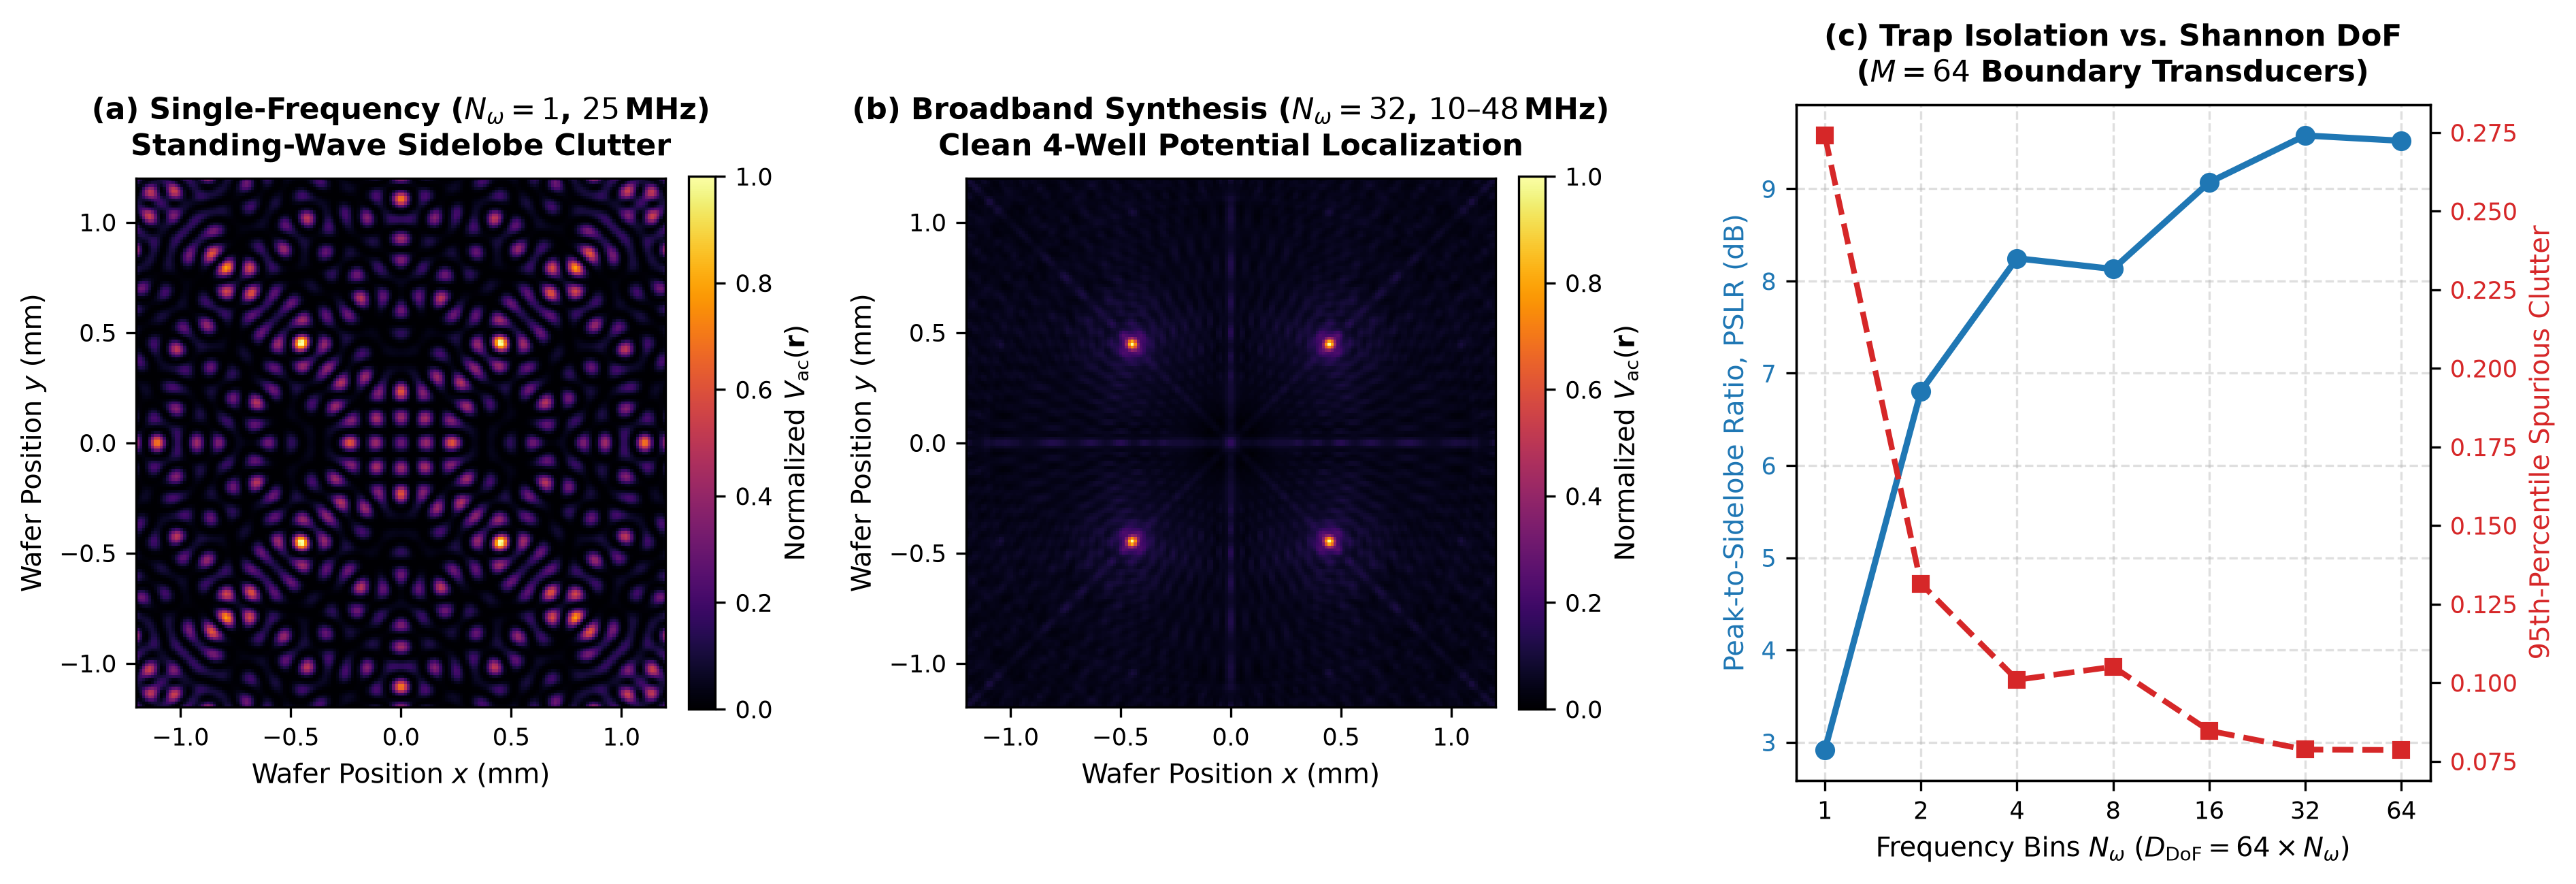 (a) Single-Frequency (Nω = 1, 25 MHz)
Standing-Wave Sidelobe Clutter
1.0
0.5
0.0
−0.5
−1.0
Wafer Position y (mm)
−1.0 −0.5 0.0 0.5 1.0
Wafer Position x (mm)
1.0
0.8
0.6
0.4
0.2
0.0
Normalized Vac(r)
(b) Broadband Synthesis (Nω = 32, 10–48 MHz)
Clean 4-Well Potential Localization
1.0
0.5
0.0
−0.5
−1.0
Wafer Position y (mm)
−1.0 −0.5 0.0 0.5 1.0
Wafer Position x (mm)
1.0
0.8
0.6
0.4
0.2
0.0
Normalized Vac(r)
(c) Trap Isolation vs. Shannon DoF
(M = 64 Boundary Transducers)
9
8
7
6
5
4
3
Peak-to-Sidelobe Ratio, PSLR (dB)
1 2 4 8 16 32 64
Frequency Bins Nω (DDoF = 64 × Nω)
0.275
0.250
0.225
0.200
0.175
0.150
0.125
0.100
0.075
95th-Percentile Spurious Clutter